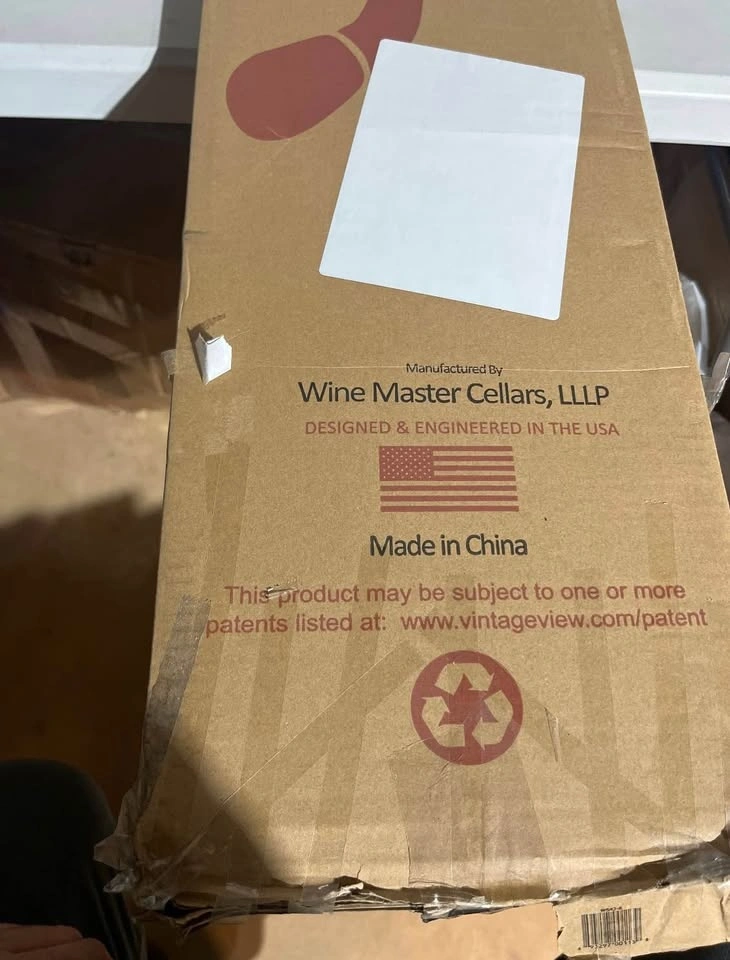 Manufactured By
Wine Master Cellars, LLLP
DESIGNED & ENGINEERED IN THE USA
Made in China
This product may be subject to one or more
patents listed at: www.vintageview.com/patent